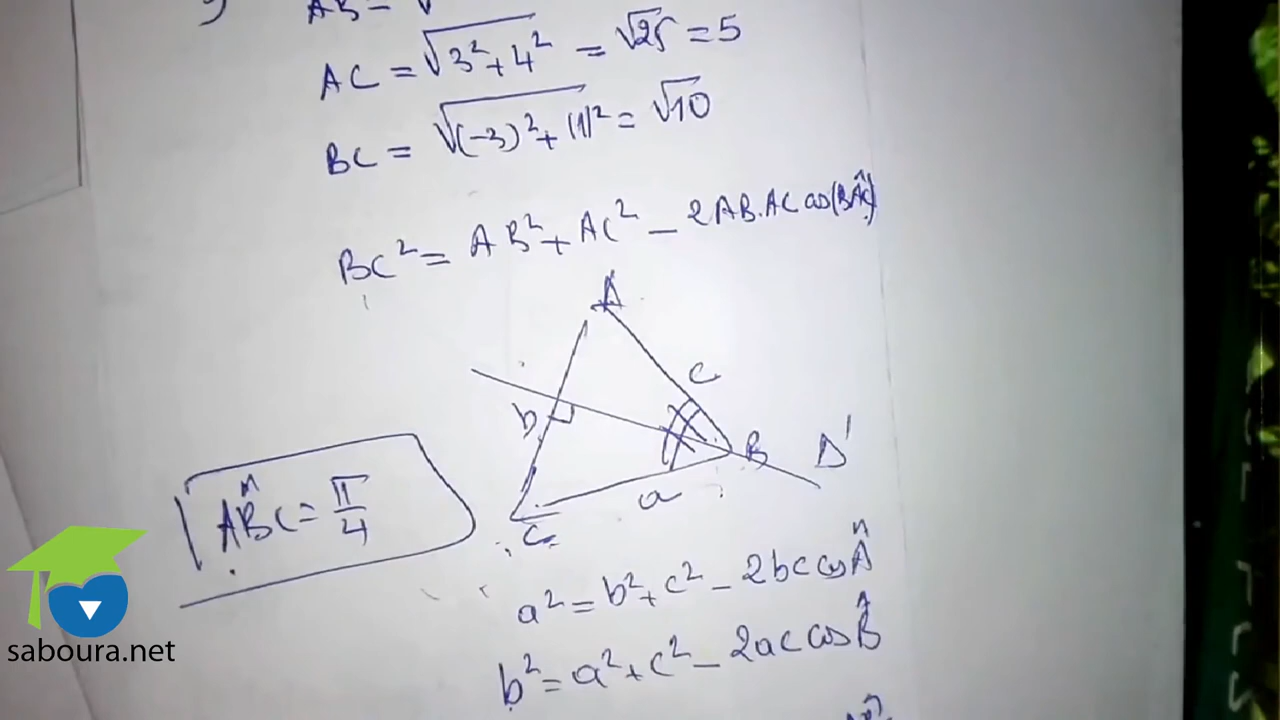 AB = √
AC = √3²+4² = √25 = 5
BC = √(-3)²+(1)² = √10
BC² = AB² + AC² - 2AB.AC cos(BÂC)
A
c
b
B
Δ'
a
C
AB̂C = π/4
a² = b² + c² - 2bc cos Â
b² = a² + c² - 2ac cos B̂
saboura.net